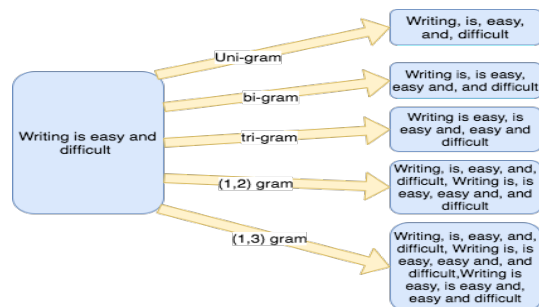 Writing is easy and
difficult
Uni-gram
bi-gram
tri-gram
(1,2) gram
(1,3) gram
Writing, is, easy,
and, difficult
Writing is, is easy,
easy and, and difficult
Writing is easy, is
easy and, easy and
difficult
Writing, is, easy, and,
difficult, Writing is, is
easy, easy and, and
difficult
Writing, is, easy, and,
difficult, Writing is, is
easy, easy and, and
difficult,Writing is
easy, is easy and,
easy and difficult